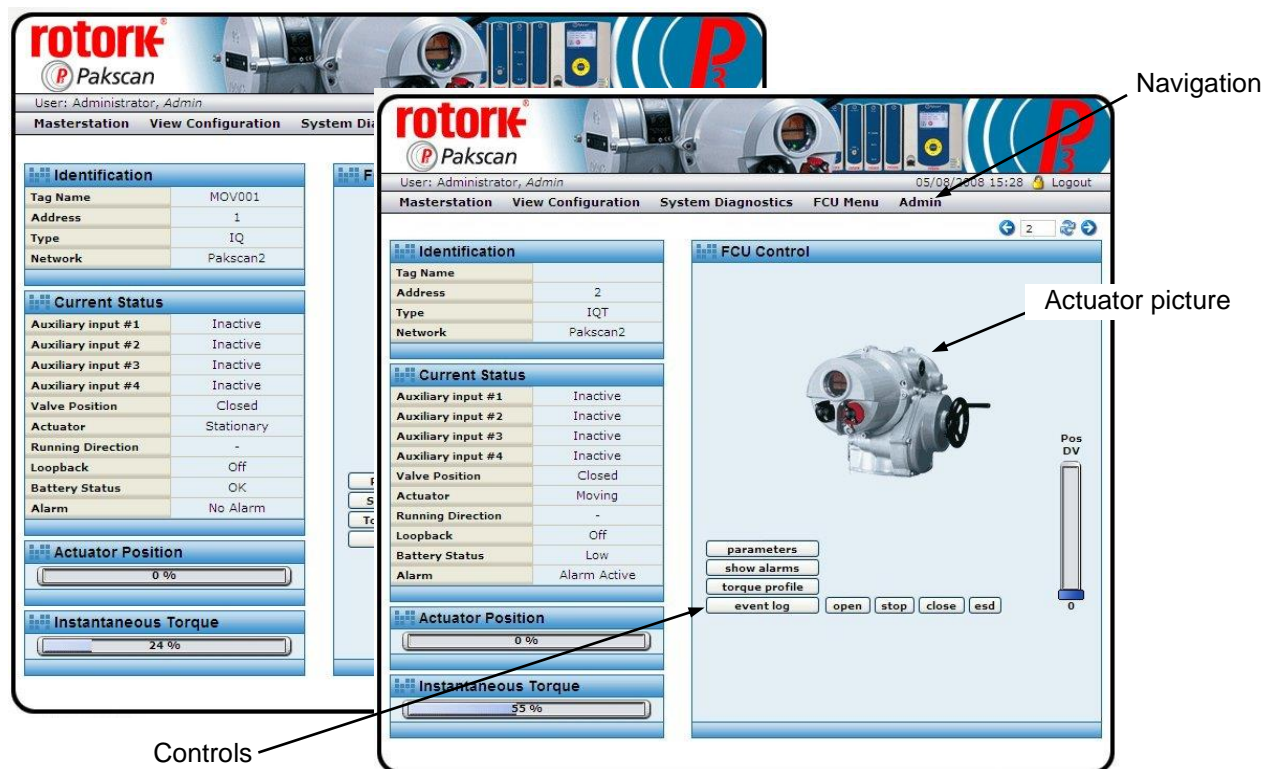 rotork®
P Pakscan
P3
User: Administrator, Admin
Masterstation View Configuration System Dia
Identification
Tag Name MOV001
Address 1
Type IQ
Network Pakscan2
Current Status
Auxiliary input #1 Inactive
Auxiliary input #2 Inactive
Auxiliary input #3 Inactive
Auxiliary input #4 Inactive
Valve Position Closed
Actuator Stationary
Running Direction -
Loopback Off
Battery Status OK
Alarm No Alarm
Actuator Position
0 %
Instantaneous Torque
24 %
F
S
To
Navigation
rotork®
P Pakscan
P3
User: Administrator, Admin 05/08/2008 15:28 Logout
Masterstation View Configuration System Diagnostics FCU Menu Admin
2
Identification
Tag Name
Address 2
Type IQT
Network Pakscan2
Current Status
Auxiliary input #1 Inactive
Auxiliary input #2 Inactive
Auxiliary input #3 Inactive
Auxiliary input #4 Inactive
Valve Position Closed
Actuator Moving
Running Direction -
Loopback Off
Battery Status Low
Alarm Alarm Active
Actuator Position
0 %
Instantaneous Torque
55 %
FCU Control
Actuator picture
Pos
DV
0
parameters
show alarms
torque profile
event log open stop close esd
Controls